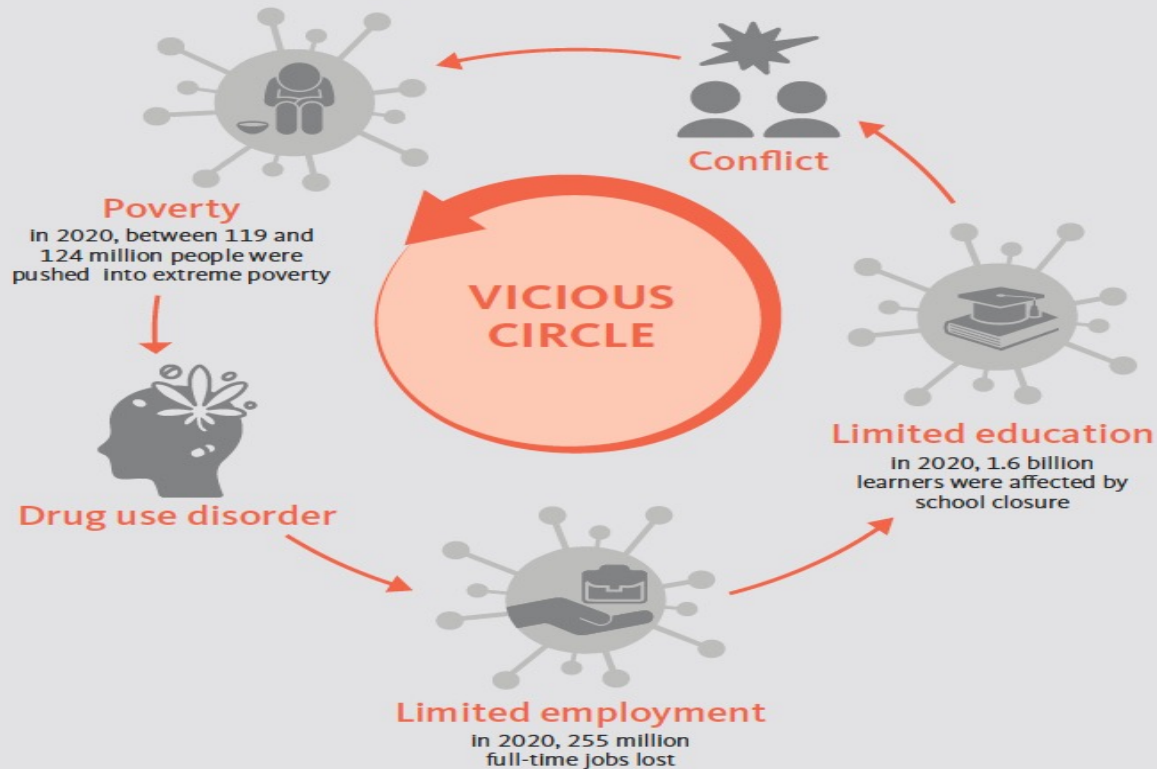 Conflict
Poverty
in 2020, between 119 and
124 million people were
pushed into extreme poverty
VICIOUS
CIRCLE
Limited education
in 2020, 1.6 billion
learners were affected by
school closure
Drug use disorder
Limited employment
in 2020, 255 million
full-time jobs lost